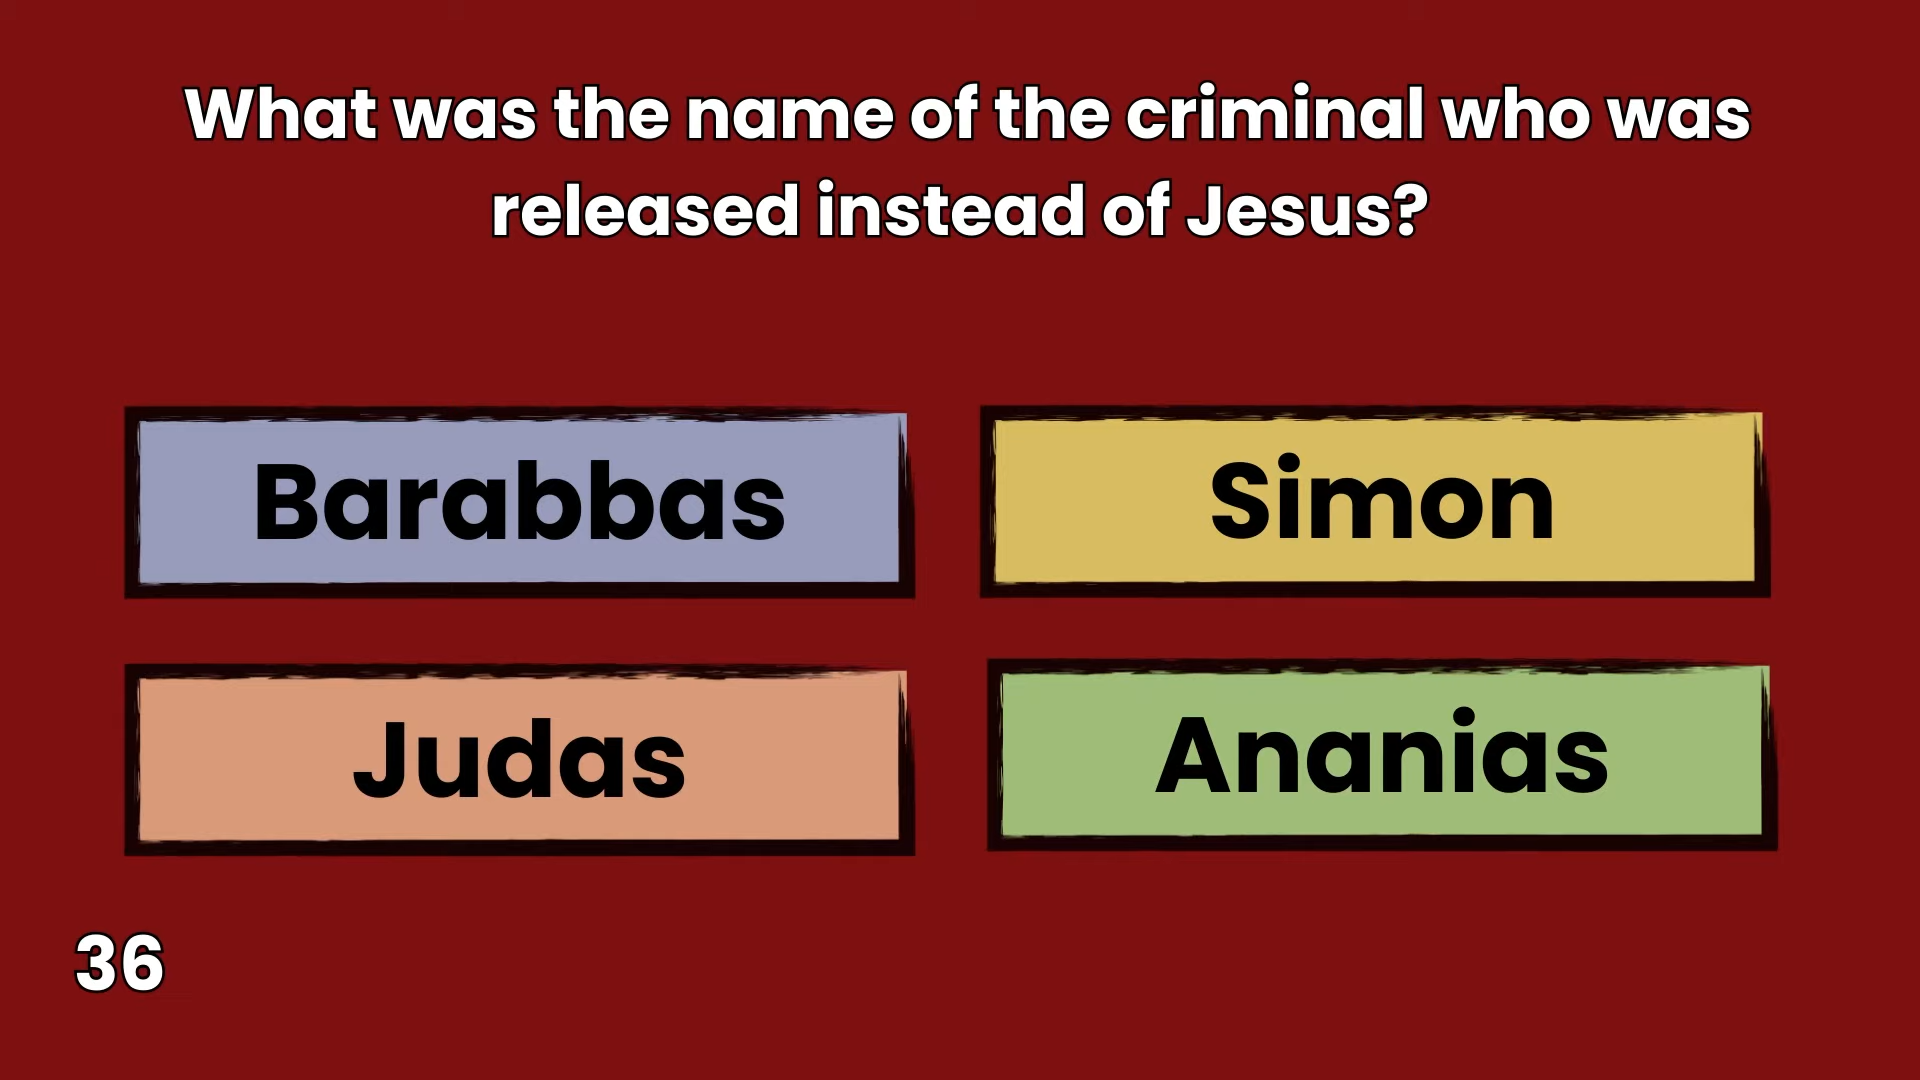 What was the name of the criminal who was
released instead of Jesus?
Barabbas
Simon
Judas
Ananias
36